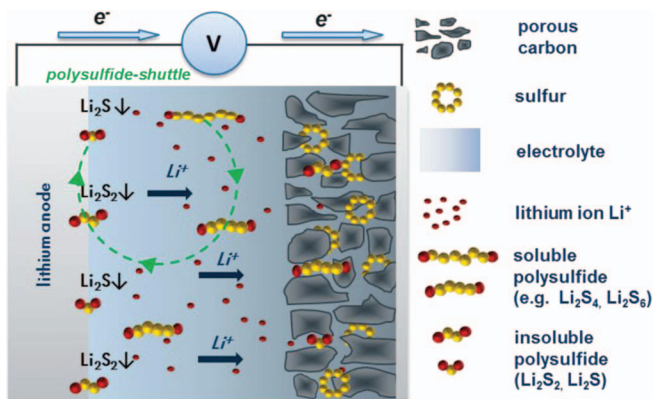 e⁻
e⁻
V
polysulfide-shuttle
Li₂S↓
Li₂S₂↓
Li⁺
Li₂S↓
Li⁺
Li₂S₂↓
Li⁺
lithium anode
porous
carbon
sulfur
electrolyte
lithium ion Li⁺
soluble
polysulfide
(e.g. Li₂S₄, Li₂S₆)
insoluble
polysulfide
(Li₂S₂, Li₂S)